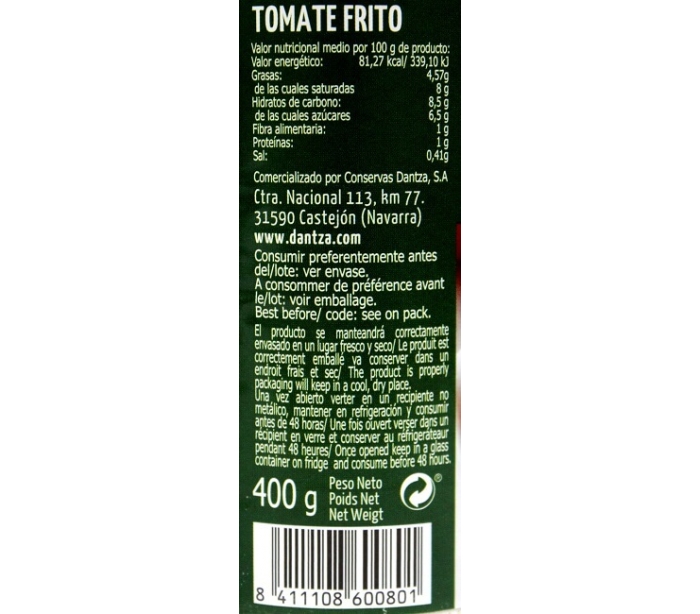 TOMATE FRITO
Valor nutricional medio por 100 g de producto:
Valor energético: 81,27 kcal/ 339,10 kJ
Grasas: 4,57g
de las cuales saturadas 8 g
Hidratos de carbono: 8,5 g
de las cuales azúcares 6,5 g
Fibra alimentaria: 1 g
Proteínas: 1 g
Sal: 0,41g
Comercializado por Conservas Dantza, S.A
Ctra. Nacional 113, km 77.
31590 Castejón (Navarra)
www.dantza.com
Consumir preferentemente antes
del/lote: ver envase.
A consommer de préférence avant
le/lot: voir emballage.
Best before/ code: see on pack.
El producto se manteandrá correctamente
envasado en un lugar fresco y seco/ Le produit est
correctement emballé va conserver dans un
endroit frais et sec/ The product is properly
packaging will keep in a cool, dry place.
Una vez abierto verter en un recipiente no
metálico, mantener en refrigeración y consumir
antes de 48 horas/ Une fois ouvert verser dans un
récipient en verre et conserver au réfrigérateaur
pendant 48 heures/ Once opened keep in a glass
container on fridge and consume before 48 hours.
400 g
Peso Neto
Poids Net
Net Weigt
®
8 411108 600801